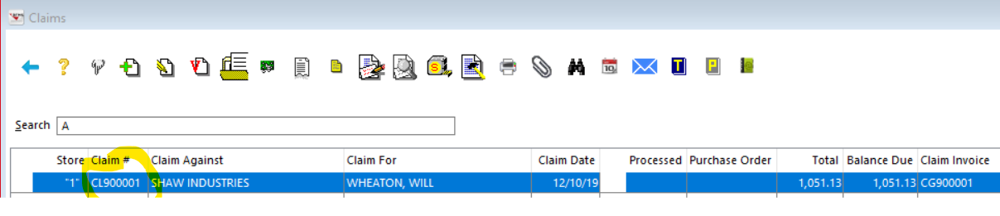 Claims
Search A
Store Claim # Claim Against Claim For Claim Date Processed Purchase Order Total Balance Due Claim Invoice
"1" CL900001 SHAW INDUSTRIES WHEATON, WILL 12/10/19 1,051.13 1,051.13 CG900001